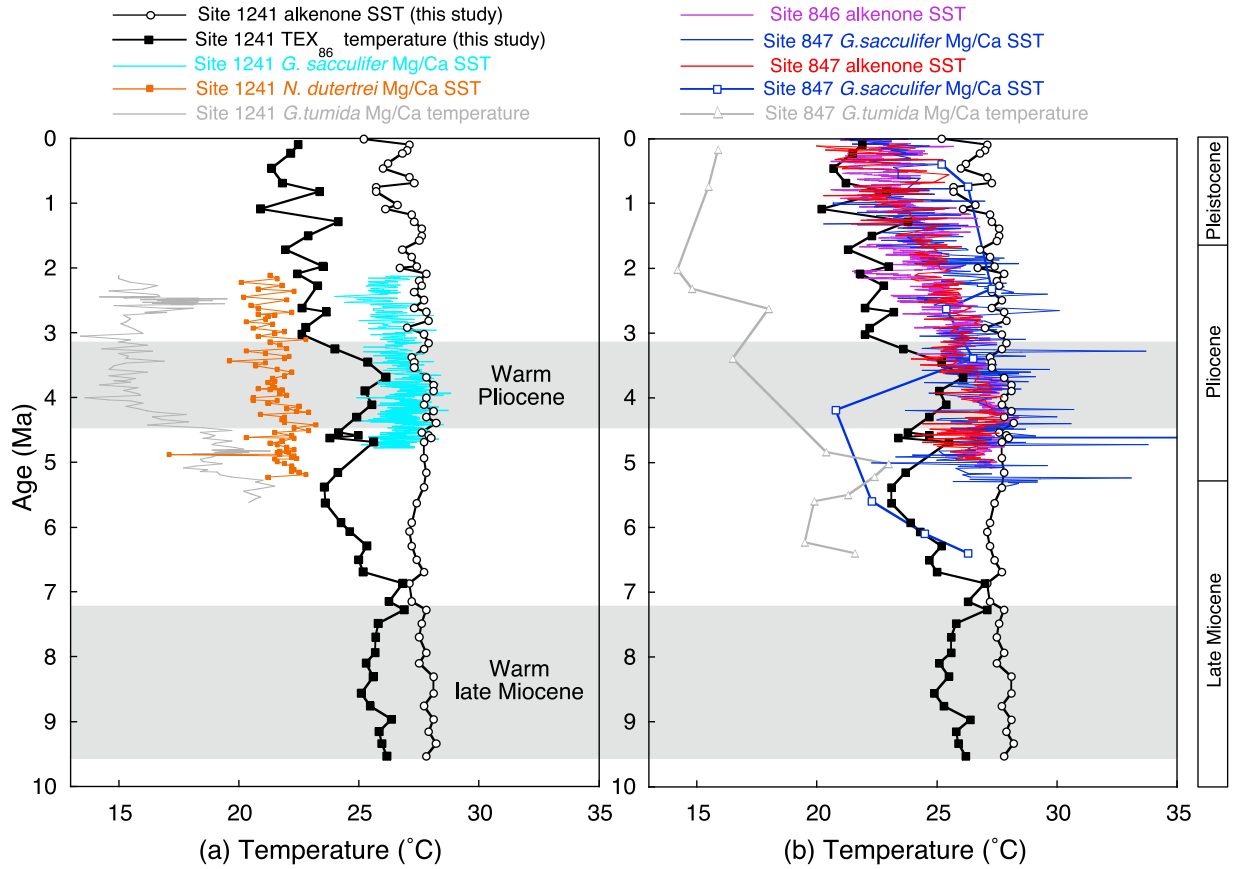 Site 1241 alkenone SST (this study)
Site 1241 TEX86 temperature (this study)
Site 1241 G. sacculifer Mg/Ca SST
Site 1241 N. dutertrei Mg/Ca SST
Site 1241 G.tumida Mg/Ca temperature
Site 846 alkenone SST
Site 847 G.sacculifer Mg/Ca SST
Site 847 alkenone SST
Site 847 G.sacculifer Mg/Ca SST
Site 847 G.tumida Mg/Ca temperature
Age (Ma)
0
1
2
3
4
5
6
7
8
9
10
Warm
Pliocene
Warm
late Miocene
15 20 25 30 35
(a) Temperature (˚C)
0
1
2
3
4
5
6
7
8
9
10
15 20 25 30 35
(b) Temperature (˚C)
Pleistocene
Pliocene
Late Miocene